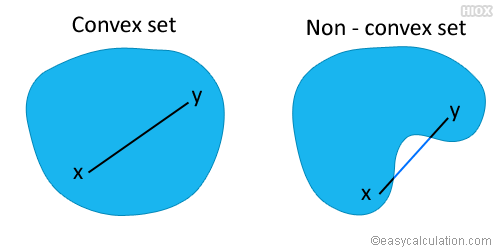 HIOX
Convex set
Non - convex set
y
x
y
x
©easycalculation.com